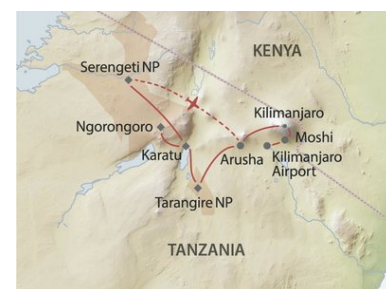 KENYA
Serengeti NP
Kilimanjaro
Ngorongoro
Moshi
Karatu
Arusha
Kilimanjaro
Airport
Tarangire NP
TANZANIA